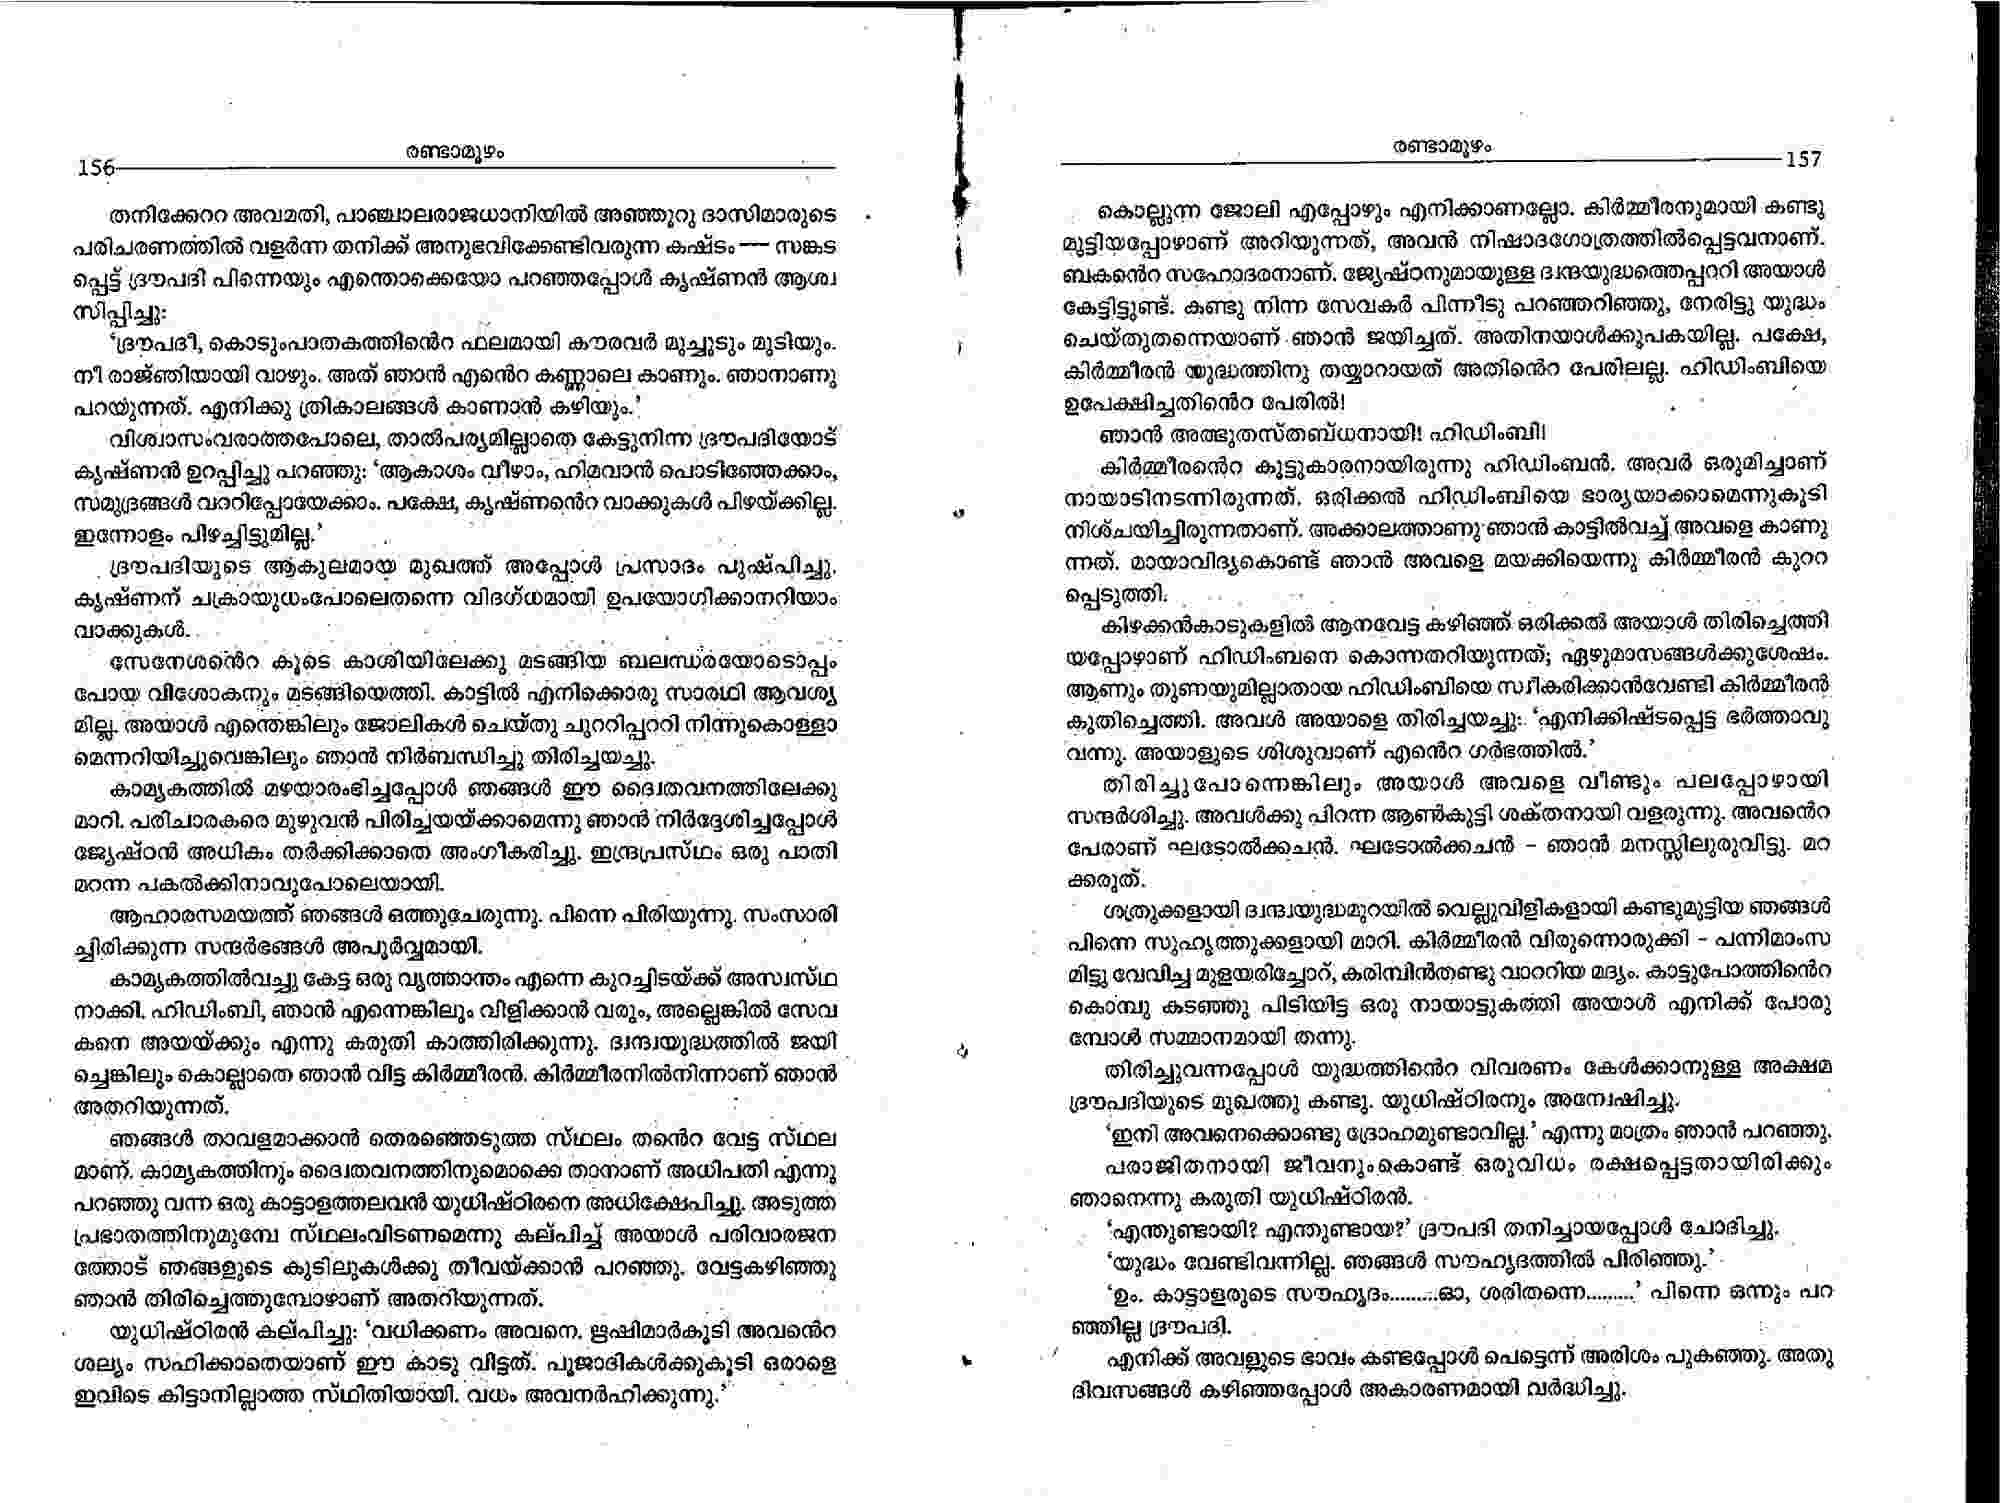 156
രണ്ടാമൂഴം
തനിക്കേററ അവമതി, പാഞ്ചാലരാജധാനിയിൽ അഞ്ഞൂറു ദാസിമാരുടെ
പരിചരണത്തിൽ വളർന്ന തനിക്ക് അനുഭവിക്കേണ്ടിവരുന്ന കഷ്ടം — സങ്കട
പ്പെട്ട് ദ്രൗപദി പിന്നെയും എന്തൊക്കെയോ പറഞ്ഞപ്പോൾ കൃഷ്ണൻ ആശ്വ
സിപ്പിച്ചു:
‘ദ്രൗപദീ, കൊടുംപാതകത്തിൻെറ ഫലമായി കൗരവർ മുച്ചൂടും മുടിയും.
നീ രാജ്ഞിയായി വാഴും. അത് ഞാൻ എൻെറ കണ്ണാലെ കാണും. ഞാനാണു
പറയുന്നത്. എനിക്കു ത്രികാലങ്ങൾ കാണാൻ കഴിയും.’
വിശ്വാസംവരാത്തപോലെ, താൽപര്യമില്ലാതെ കേട്ടുനിന്ന ദ്രൗപദിയോട്
കൃഷ്ണൻ ഉറപ്പിച്ചു പറഞ്ഞു: ‘ആകാശം വീഴാം, ഹിമവാൻ പൊടിഞ്ഞേക്കാം,
സമുദ്രങ്ങൾ വററിപ്പോയേക്കാം. പക്ഷേ, കൃഷ്ണൻെറ വാക്കുകൾ പിഴയ്ക്കില്ല.
ഇന്നോളം പിഴച്ചിട്ടുമില്ല.’
ദ്രൗപദിയുടെ ആകുലമായ മുഖത്ത് അപ്പോൾ പ്രസാദം പുഷ്പിച്ചു.
കൃഷ്ണന് ചക്രായുധംപോലെതന്നെ വിദഗ്ധമായി ഉപയോഗിക്കാനറിയാം
വാക്കുകൾ.
സേനേശൻെറ കൂടെ കാശിയിലേക്കു മടങ്ങിയ ബലന്ധരയോടൊപ്പം
പോയ വിശോകനും മടങ്ങിയെത്തി. കാട്ടിൽ എനിക്കൊരു സാരഥി ആവശ്യ
മില്ല. അയാൾ എന്തെങ്കിലും ജോലികൾ ചെയ്തു ചുററിപ്പററി നിന്നുകൊള്ളാ
മെന്നറിയിച്ചുവെങ്കിലും ഞാൻ നിർബന്ധിച്ചു തിരിച്ചയച്ചു.
കാമ്യകത്തിൽ മഴയാരംഭിച്ചപ്പോൾ ഞങ്ങൾ ഈ ദ്വൈതവനത്തിലേക്കു
മാറി. പരിചാരകരെ മുഴുവൻ പിരിച്ചയയ്ക്കാമെന്നു ഞാൻ നിർദ്ദേശിച്ചപ്പോൾ
ജ്യേഷ്ഠൻ അധികം തർക്കിക്കാതെ അംഗീകരിച്ചു. ഇന്ദ്രപ്രസ്ഥം ഒരു പാതി
മറന്ന പകൽക്കിനാവുപോലെയായി.
ആഹാരസമയത്ത് ഞങ്ങൾ ഒത്തുചേരുന്നു. പിന്നെ പിരിയുന്നു. സംസാരി
ച്ചിരിക്കുന്ന സന്ദർഭങ്ങൾ അപൂർവ്വമായി.
കാമ്യകത്തിൽവച്ചു കേട്ട ഒരു വൃത്താന്തം എന്നെ കുറച്ചിടയ്ക്ക് അസ്വസ്ഥ
നാക്കി. ഹിഡിംബി, ഞാൻ എന്നെങ്കിലും വിളിക്കാൻ വരും, അല്ലെങ്കിൽ സേവ
കനെ അയയ്ക്കും എന്നു കരുതി കാത്തിരിക്കുന്നു. ദ്വന്ദ്വയുദ്ധത്തിൽ ജയി
ച്ചെങ്കിലും കൊല്ലാതെ ഞാൻ വിട്ട കിർമ്മീരൻ. കിർമ്മീരനിൽനിന്നാണ് ഞാൻ
അതറിയുന്നത്.
ഞങ്ങൾ താവളമാക്കാൻ തെരഞ്ഞെടുത്ത സ്ഥലം തൻെറ വേട്ട സ്ഥല
മാണ്. കാമ്യകത്തിനും ദ്വൈതവനത്തിനുമൊക്കെ താനാണ് അധിപതി എന്നു
പറഞ്ഞു വന്ന ഒരു കാട്ടാളത്തലവൻ യുധിഷ്ഠിരനെ അധിക്ഷേപിച്ചു. അടുത്ത
പ്രഭാതത്തിനുമുമ്പേ സ്ഥലംവിടണമെന്നു കല്പിച്ച് അയാൾ പരിവാരജന
ത്തോട് ഞങ്ങളുടെ കുടിലുകൾക്കു തീവയ്ക്കാൻ പറഞ്ഞു. വേട്ടകഴിഞ്ഞു
ഞാൻ തിരിച്ചെത്തുമ്പോഴാണ് അതറിയുന്നത്.
യുധിഷ്ഠിരൻ കല്പിച്ചു: ‘വധിക്കണം അവനെ. ഋഷിമാർകൂടി അവൻെറ
ശല്യം സഹിക്കാതെയാണ് ഈ കാടു വിട്ടത്. പൂജാദികൾക്കുകൂടി ഒരാളെ
ഇവിടെ കിട്ടാനില്ലാത്ത സ്ഥിതിയായി. വധം അവനർഹിക്കുന്നു.’
രണ്ടാമൂഴം
157
കൊല്ലുന്ന ജോലി എപ്പോഴും എനിക്കാണല്ലോ. കിർമ്മീരനുമായി കണ്ടു
മുട്ടിയപ്പോഴാണ് അറിയുന്നത്, അവൻ നിഷാദഗോത്രത്തിൽപ്പെട്ടവനാണ്.
ബകൻെറ സഹോദരനാണ്. ജ്യേഷ്ഠനുമായുള്ള ദ്വന്ദയുദ്ധത്തെപ്പററി അയാൾ
കേട്ടിട്ടുണ്ട്. കണ്ടു നിന്ന സേവകർ പിന്നീടു പറഞ്ഞറിഞ്ഞു, നേരിട്ടു യുദ്ധം
ചെയ്തുതന്നെയാണ് ഞാൻ ജയിച്ചത്. അതിനയാൾക്കുപകയില്ല. പക്ഷേ,
കിർമ്മീരൻ യുദ്ധത്തിനു തയ്യാറായത് അതിൻെറ പേരിലല്ല. ഹിഡിംബിയെ
ഉപേക്ഷിച്ചതിൻെറ പേരിൽ!
ഞാൻ അത്ഭുതസ്തബ്ധനായി! ഹിഡിംബി!
കിർമ്മീരൻെറ കൂട്ടുകാരനായിരുന്നു ഹിഡിംബൻ. അവർ ഒരുമിച്ചാണ്
നായാടിനടന്നിരുന്നത്. ഒരിക്കൽ ഹിഡിംബിയെ ഭാര്യയാക്കാമെന്നുകൂടി
നിശ്ചയിച്ചിരുന്നതാണ്. അക്കാലത്താണു ഞാൻ കാട്ടിൽവച്ച് അവളെ കാണു
ന്നത്. മായാവിദ്യകൊണ്ട് ഞാൻ അവളെ മയക്കിയെന്നു കിർമ്മീരൻ കുററ
പ്പെടുത്തി.
കിഴക്കൻകാടുകളിൽ ആനവേട്ട കഴിഞ്ഞ് ഒരിക്കൽ അയാൾ തിരിച്ചെത്തി
യപ്പോഴാണ് ഹിഡിംബനെ കൊന്നതറിയുന്നത്; ഏഴുമാസങ്ങൾക്കുശേഷം.
ആണും തുണയുമില്ലാതായ ഹിഡിംബിയെ സ്വീകരിക്കാൻവേണ്ടി കിർമ്മീരൻ
കുതിച്ചെത്തി. അവൾ അയാളെ തിരിച്ചയച്ചു: ‘എനിക്കിഷ്ടപ്പെട്ട ഭർത്താവു
വന്നു. അയാളുടെ ശിശുവാണ് എൻെറ ഗർഭത്തിൽ.’
തിരിച്ചുപോന്നെങ്കിലും അയാൾ അവളെ വീണ്ടും പലപ്പോഴായി
സന്ദർശിച്ചു. അവൾക്കു പിറന്ന ആൺകുട്ടി ശക്തനായി വളരുന്നു. അവൻെറ
പേരാണ് ഘടോൽക്കചൻ. ഘടോൽക്കചൻ – ഞാൻ മനസ്സിലുരുവിട്ടു. മറ
ക്കരുത്.
ശത്രുക്കളായി ദ്വന്ദ്വയുദ്ധമുറയിൽ വെല്ലുവിളികളായി കണ്ടുമുട്ടിയ ഞങ്ങൾ
പിന്നെ സുഹൃത്തുക്കളായി മാറി. കിർമ്മീരൻ വിരുന്നൊരുക്കി – പന്നിമാംസ
മിട്ടു വേവിച്ച മുളയരിച്ചോറ്, കരിമ്പിൻതണ്ടു വാററിയ മദ്യം. കാട്ടുപോത്തിൻെറ
കൊമ്പു കടഞ്ഞു പിടിയിട്ട ഒരു നായാട്ടുകത്തി അയാൾ എനിക്ക് പോരു
മ്പോൾ സമ്മാനമായി തന്നു.
തിരിച്ചുവന്നപ്പോൾ യുദ്ധത്തിൻെറ വിവരണം കേൾക്കാനുള്ള അക്ഷമ
ദ്രൗപദിയുടെ മുഖത്തു കണ്ടു. യുധിഷ്ഠിരനും അന്വേഷിച്ചു.
‘ഇനി അവനെക്കൊണ്ടു ദ്രോഹമുണ്ടാവില്ല.’ എന്നു മാത്രം ഞാൻ പറഞ്ഞു.
പരാജിതനായി ജീവനുംകൊണ്ട് ഒരുവിധം രക്ഷപ്പെട്ടതായിരിക്കും
ഞാനെന്നു കരുതി യുധിഷ്ഠിരൻ.
‘എന്തുണ്ടായി? എന്തുണ്ടായ?’ ദ്രൗപദി തനിച്ചായപ്പോൾ ചോദിച്ചു.
‘യുദ്ധം വേണ്ടിവന്നില്ല. ഞങ്ങൾ സൗഹൃദത്തിൽ പിരിഞ്ഞു.’
‘ഉം. കാട്ടാളരുടെ സൗഹൃദം.........ഓ, ശരിതന്നെ.........’ പിന്നെ ഒന്നും പറ
ഞ്ഞില്ല ദ്രൗപദി.
എനിക്ക് അവളുടെ ഭാവം കണ്ടപ്പോൾ പെട്ടെന്ന് അരിശം പുകഞ്ഞു. അതു
ദിവസങ്ങൾ കഴിഞ്ഞപ്പോൾ അകാരണമായി വർദ്ധിച്ചു.